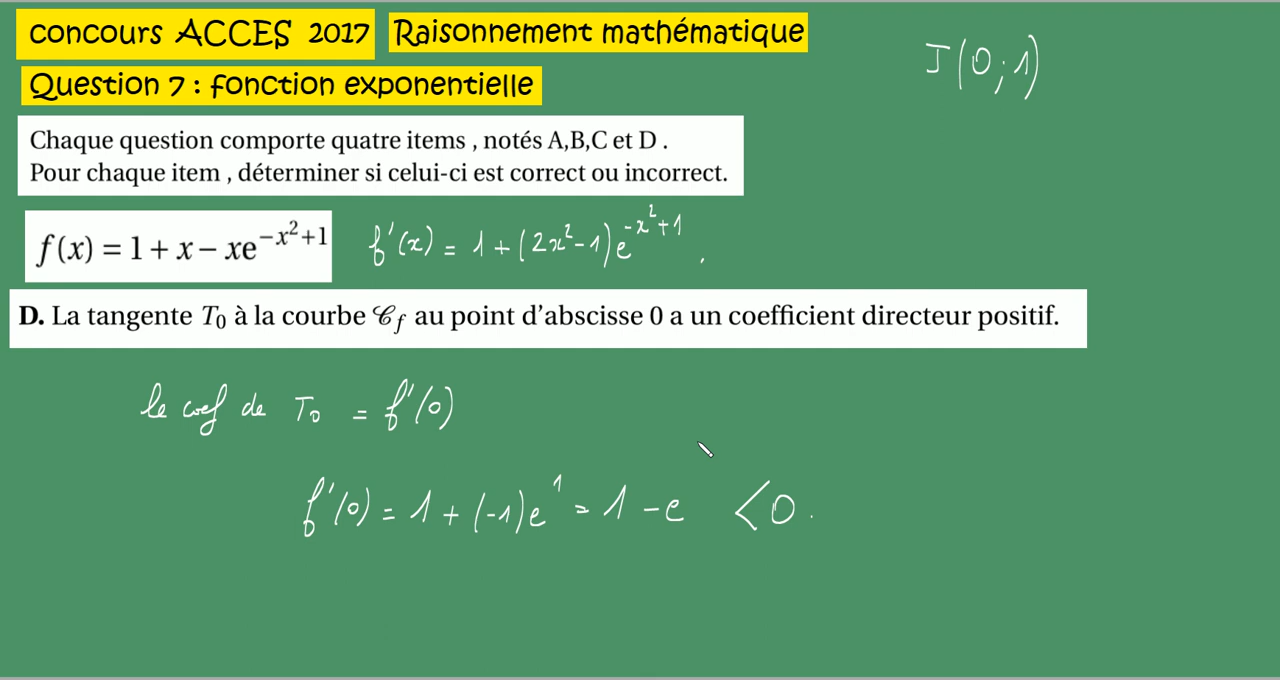 concours ACCES 2017 Raisonnement mathématique
J(0;1)
Question 7 : fonction exponentielle
Chaque question comporte quatre items , notés A,B,C et D .
Pour chaque item , déterminer si celui-ci est correct ou incorrect.
f(x) = 1 + x − xe^{−x²+1} f'(x) = 1 + (2x²-1)e^{-x²+1} .
D. La tangente T₀ à la courbe 𝒞_f au point d'abscisse 0 a un coefficient directeur positif.
le coef de T₀ = f'(0)
f'(0) = 1 + (-1)e¹ = 1 - e < 0 .